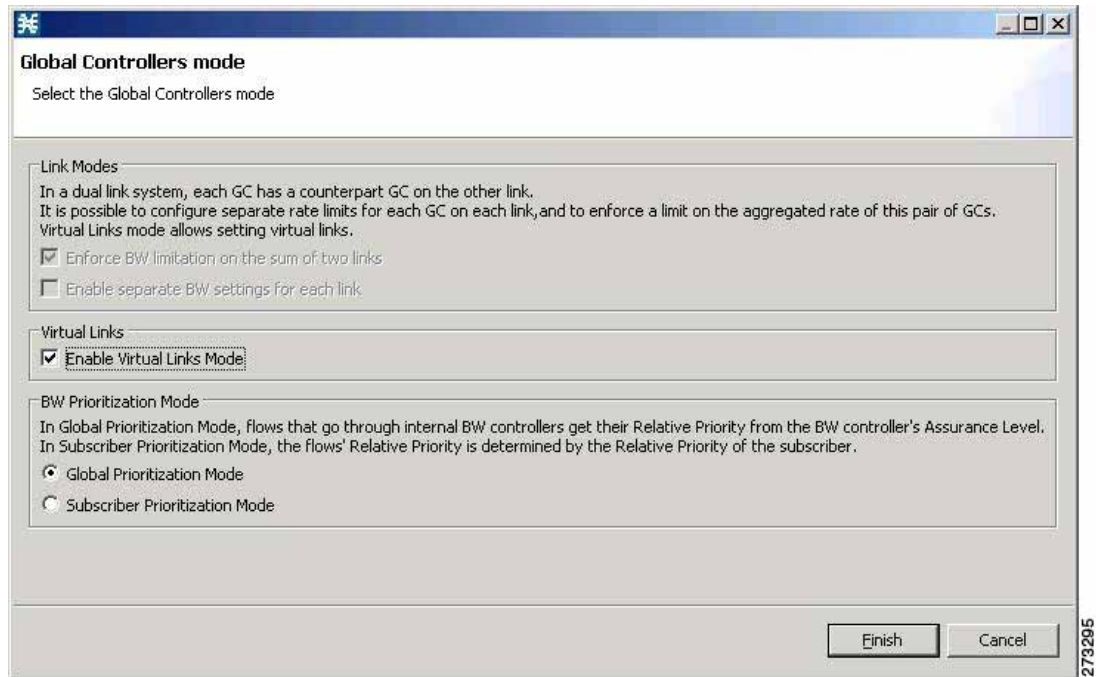 Global Controllers mode
Select the Global Controllers mode
Link Modes
In a dual link system, each GC has a counterpart GC on the other link.
It is possible to configure separate rate limits for each GC on each link,and to enforce a limit on the aggregated rate of this pair of GCs.
Virtual Links mode allows setting virtual links.
Enforce BW limitation on the sum of two links
Enable separate BW settings for each link
Virtual Links
Enable Virtual Links Mode
BW Prioritization Mode
In Global Prioritization Mode, flows that go through internal BW controllers get their Relative Priority from the BW controller's Assurance Level.
In Subscriber Prioritization Mode, the flows' Relative Priority is determined by the Relative Priority of the subscriber.
Global Prioritization Mode
Subscriber Prioritization Mode
Finish
Cancel
273295